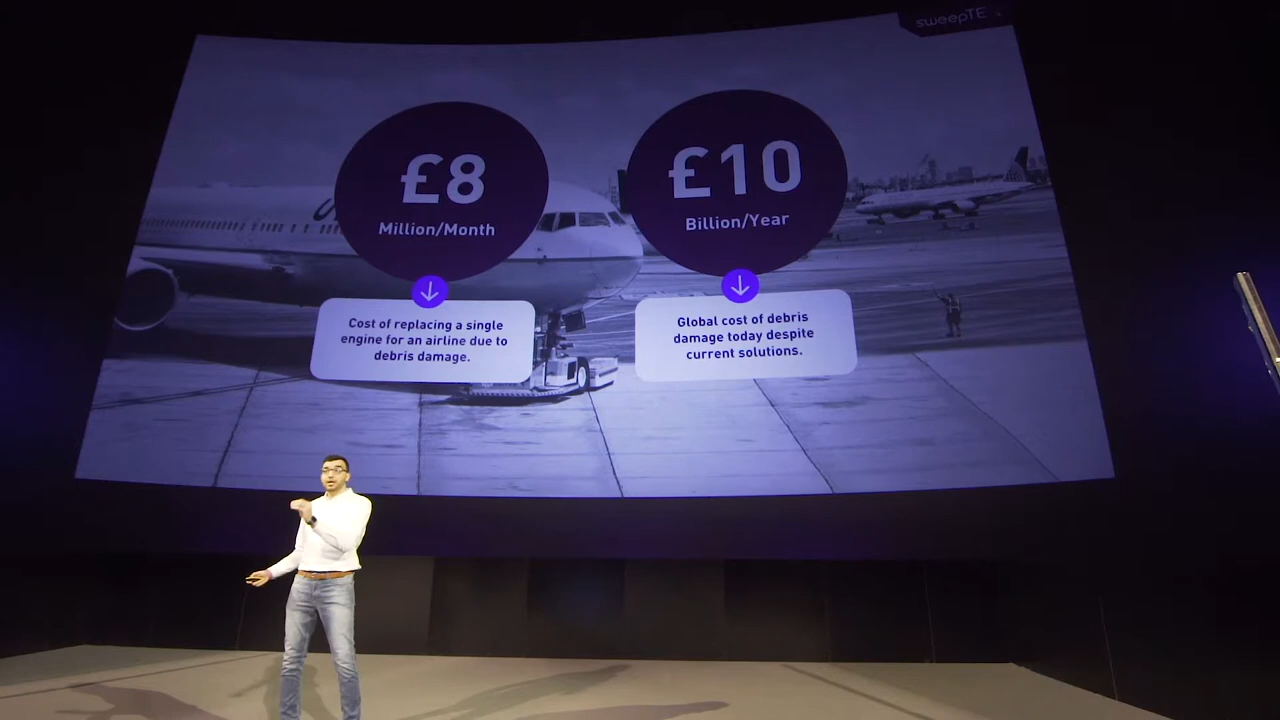 sweepTE
£8
Million/Month
Cost of replacing a single
engine for an airline due to
debris damage.
£10
Billion/Year
Global cost of debris
damage today despite
current solutions.